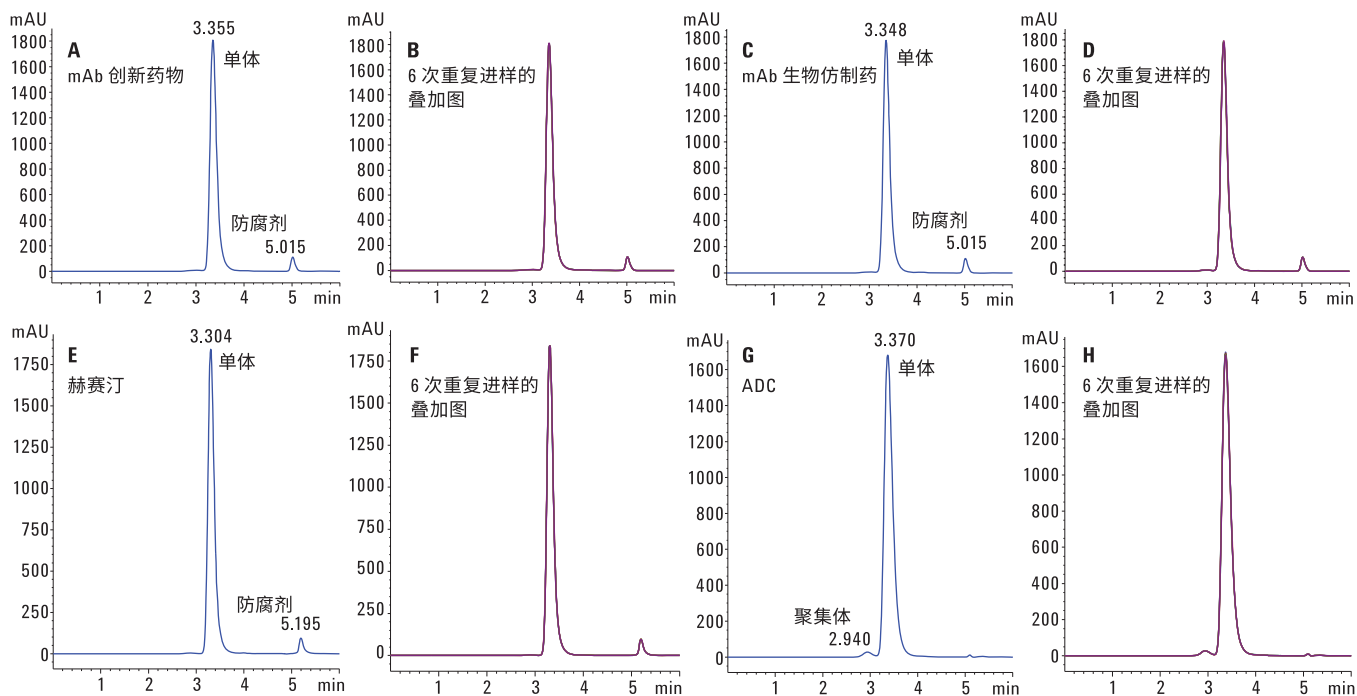 mAU
A
3.355
1800
mAb 创新药物
单体
1600
1400
1200
1000
800
600
400
防腐剂
200
5.015
0
1 2 3 4 5 min
mAU
B
1800
6 次重复进样的
叠加图
1600
1400
1200
1000
800
600
400
200
0
1 2 3 4 5 min
mAU
C
3.348
1800
mAb 生物仿制药
单体
1600
1400
1200
1000
800
600
400
防腐剂
200
5.015
0
1 2 3 4 5 min
mAU
D
1800
6 次重复进样的
叠加图
1600
1400
1200
1000
800
600
400
200
0
1 2 3 4 5 min
mAU
E
3.304
1750
赫赛汀
单体
1500
1250
1000
750
500
250
防腐剂
5.195
0
1 2 3 4 5 min
mAU
F
1750
6 次重复进样的
叠加图
1500
1250
1000
750
500
250
0
1 2 3 4 5 min
mAU
G
3.370
1600
ADC
单体
1400
1200
1000
800
600
400
200
聚集体
2.940
0
1 2 3 4 5 min
mAU
H
1600
6 次重复进样的
叠加图
1400
1200
1000
800
600
400
200
0
1 2 3 4 5 min